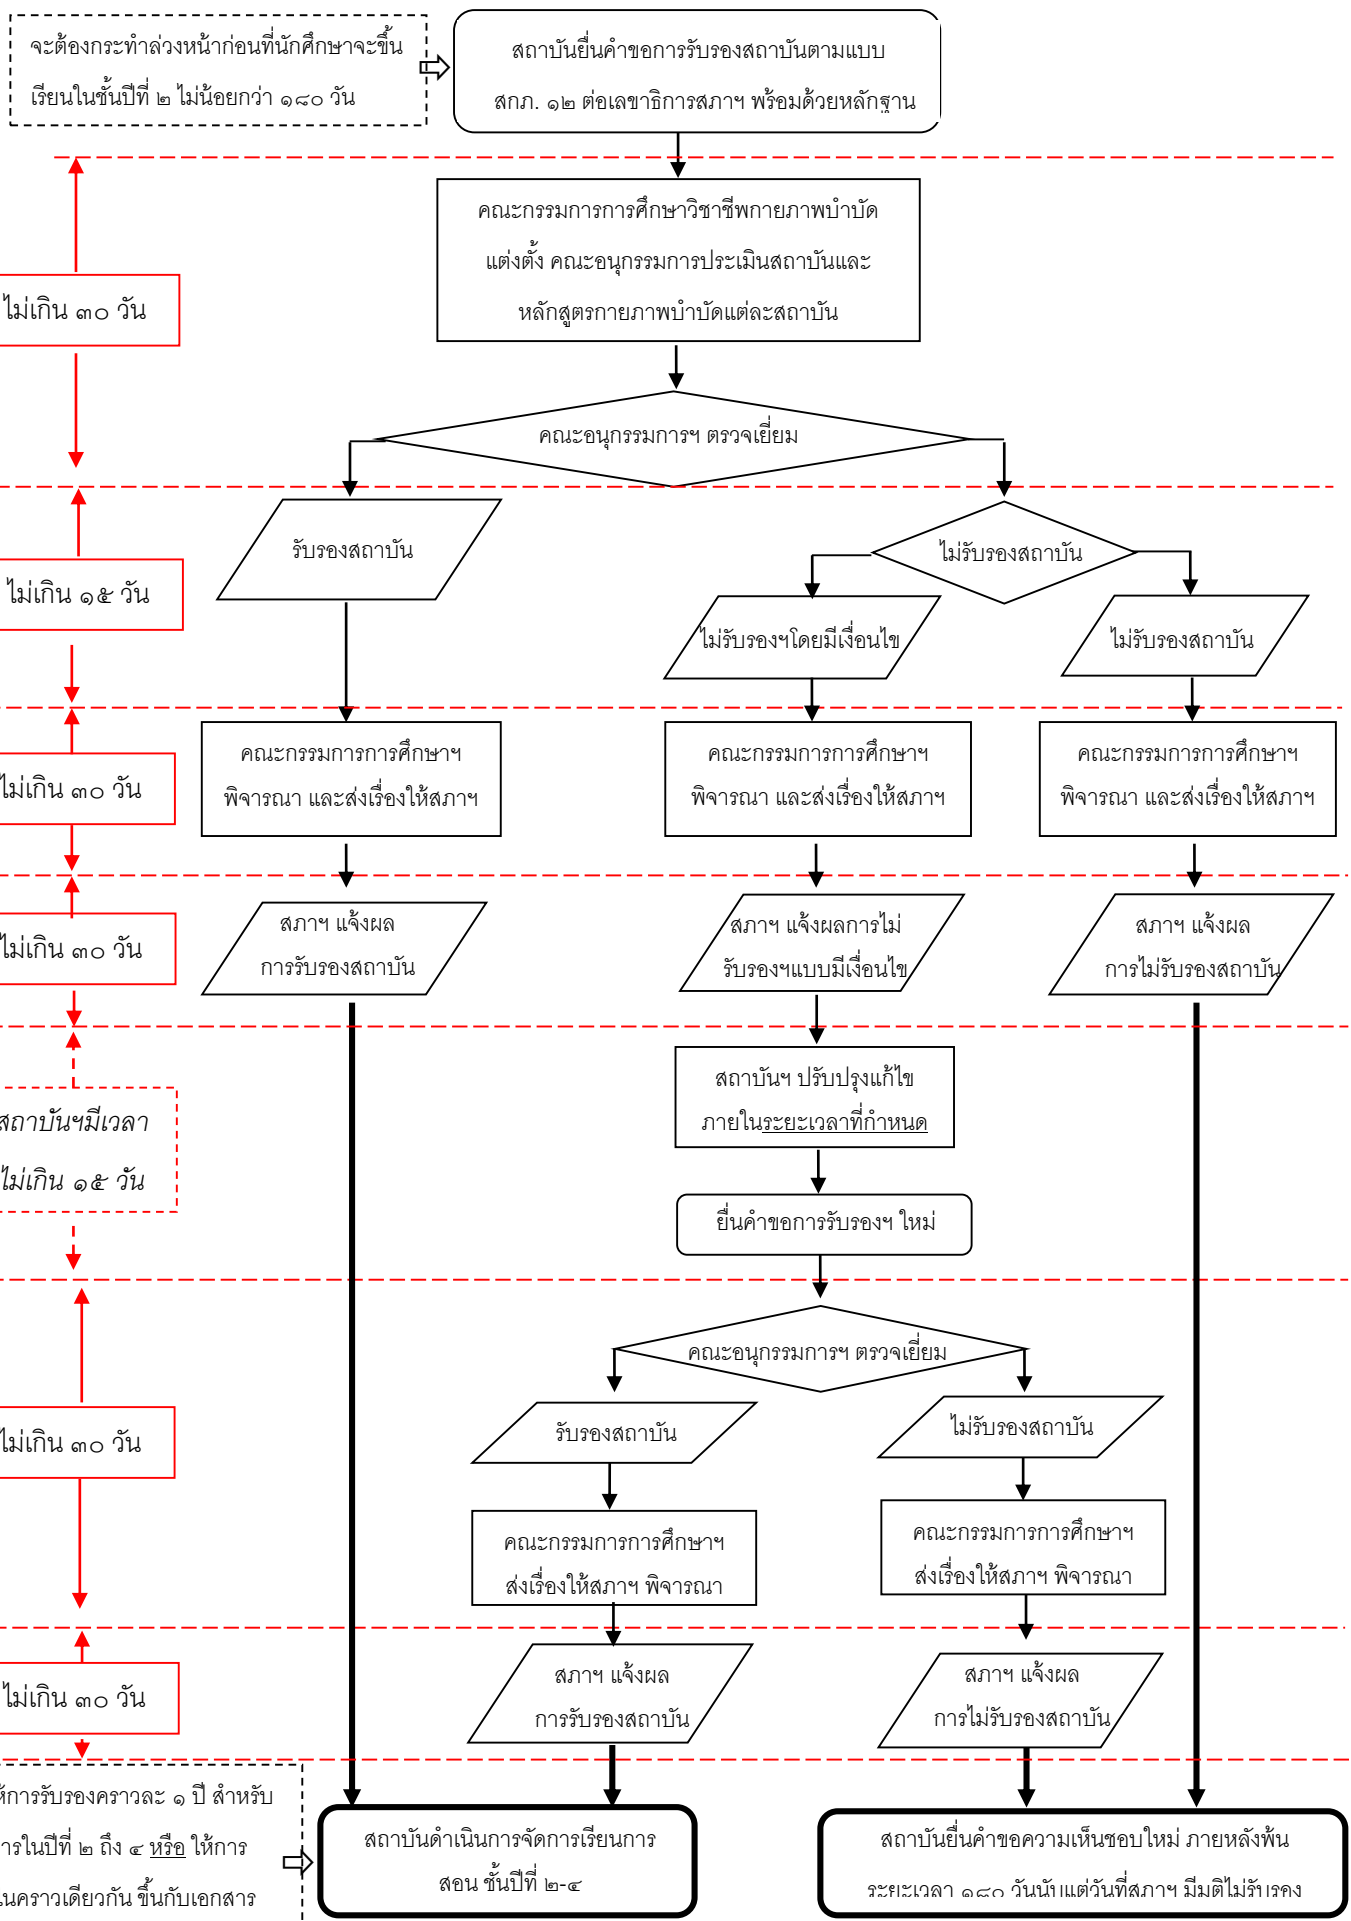 จะต้องกระทำล่วงหน้าก่อนที่นักศึกษาจะขึ้น
เรียนในชั้นปีที่ ๒ ไม่น้อยกว่า ๑๘๐ วัน
สถาบันยื่นคำขอการรับรองสถาบันตามแบบ
สกภ. ๑๒ ต่อเลขาธิการสภาฯ พร้อมด้วยหลักฐาน
คณะกรรมการการศึกษาวิชาชีพกายภาพบำบัด
แต่งตั้ง คณะอนุกรรมการประเมินสถาบันและ
หลักสูตรกายภาพบำบัดแต่ละสถาบัน
ไม่เกิน ๓๐ วัน
คณะอนุกรรมการฯ ตรวจเยี่ยม
รับรองสถาบัน
ไม่รับรองสถาบัน
ไม่เกิน ๑๕ วัน
ไม่รับรองฯโดยมีเงื่อนไข
ไม่รับรองสถาบัน
ไม่เกิน ๓๐ วัน
คณะกรรมการการศึกษาฯ
พิจารณา และส่งเรื่องให้สภาฯ
คณะกรรมการการศึกษาฯ
พิจารณา และส่งเรื่องให้สภาฯ
คณะกรรมการการศึกษาฯ
พิจารณา และส่งเรื่องให้สภาฯ
ไม่เกิน ๓๐ วัน
สภาฯ แจ้งผล
การรับรองสถาบัน
สภาฯ แจ้งผลการไม่
รับรองฯแบบมีเงื่อนไข
สภาฯ แจ้งผล
การไม่รับรองสถาบัน
สถาบันฯมีเวลา
ไม่เกิน ๑๕ วัน
สถาบันฯ ปรับปรุงแก้ไข
ภายในระยะเวลาที่กำหนด
ยื่นคำขอการรับรองฯ ใหม่
คณะอนุกรรมการฯ ตรวจเยี่ยม
ไม่เกิน ๓๐ วัน
รับรองสถาบัน
ไม่รับรองสถาบัน
คณะกรรมการการศึกษาฯ
ส่งเรื่องให้สภาฯ พิจารณา
คณะกรรมการการศึกษาฯ
ส่งเรื่องให้สภาฯ พิจารณา
ไม่เกิน ๓๐ วัน
สภาฯ แจ้งผล
การรับรองสถาบัน
สภาฯ แจ้งผล
การไม่รับรองสถาบัน
ให้การรับรองคราวละ ๑ ปี สำหรับ
ารในปีที่ ๒ ถึง ๔ หรือ ให้การ
นคราวเดียวกัน ขึ้นกับเอกสาร
สถาบันดำเนินการจัดการเรียนการ
สอน ชั้นปีที่ ๒-๔
สถาบันยื่นคำขอความเห็นชอบใหม่ ภายหลังพ้น
ระยะเวลา ๑๘๐ วันนับแต่วันที่สภาฯ มีมติไม่รับรอง